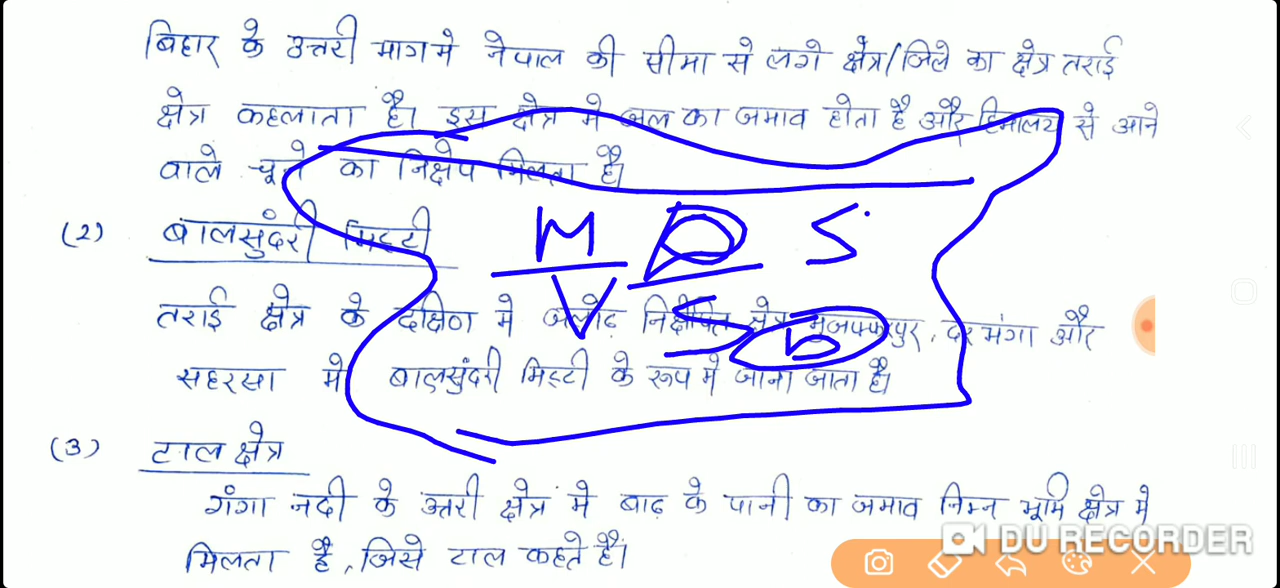 बिहार के उत्तरी भाग मे नेपाल की सीमा से लगे क्षेत्र/जिले का क्षेत्र तराई
क्षेत्र कहलाता है। इस क्षेत्र मे जल का जमाव होता है और हिमालय से आने
वाले चूने का निक्षेप मिलता है।
(2) बालसुंदरी मिट्टी
M D S
तराई क्षेत्र के दक्षिण मे जलोढ़ निक्षेपित क्षेत्र मुजफ्फरपुर, दरभंगा और
V S b
सहरसा मे बालसुंदरी मिट्टी के रूप मे जाना जाता है।
(3) टाल क्षेत्र
गंगा नदी के उत्तरी क्षेत्र मे बाढ़ के पानी का जमाव निम्न भूमि क्षेत्र मे
मिलता है, जिसे टाल कहते हैं।
DU RECORDER